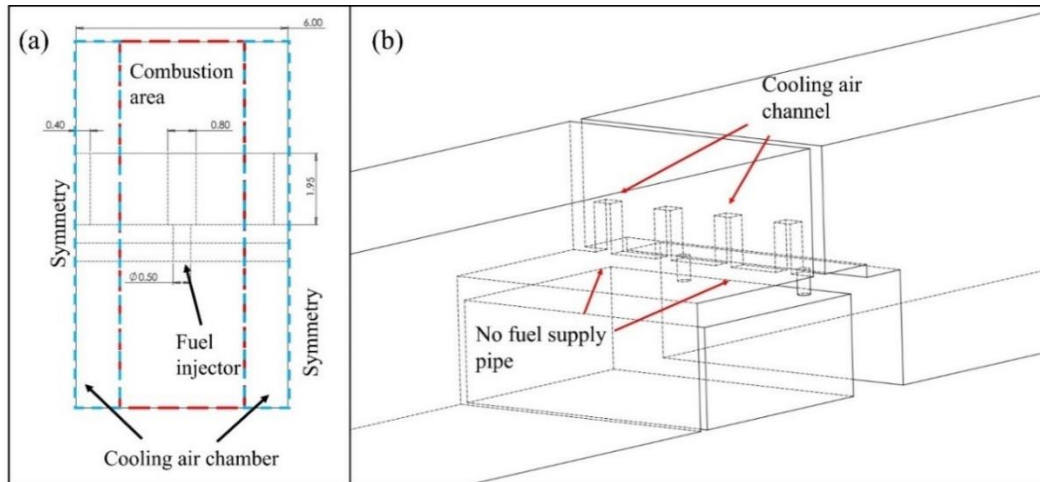 (a)
6.00
Combustion
area
0.40
0.80
1.95
Symmetry
Symmetry
Ø0.50
Fuel
injector
Cooling air chamber
(b)
Cooling air
channel
No fuel supply
pipe